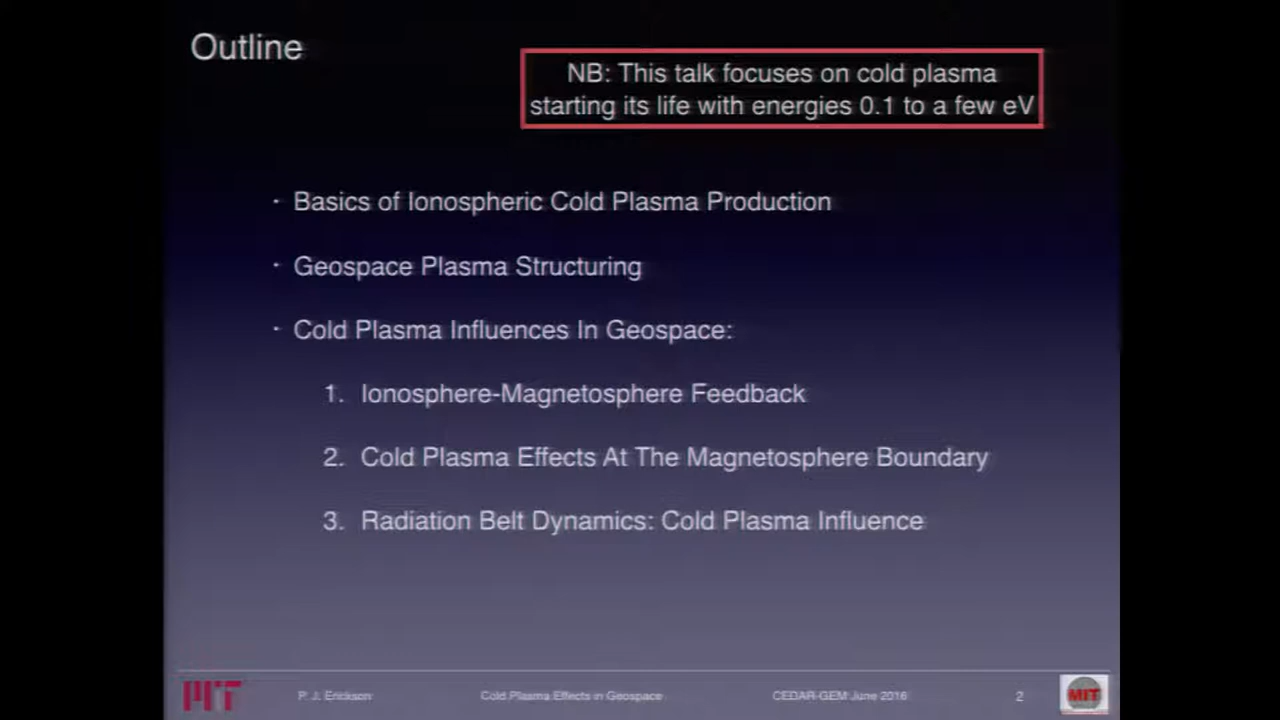 Outline
NB: This talk focuses on cold plasma
starting its life with energies 0.1 to a few eV
· Basics of Ionospheric Cold Plasma Production
· Geospace Plasma Structuring
· Cold Plasma Influences In Geospace:
1. Ionosphere-Magnetosphere Feedback
2. Cold Plasma Effects At The Magnetosphere Boundary
3. Radiation Belt Dynamics: Cold Plasma Influence
MIT P. J. Erickson Cold Plasma Effects in Geospace CEDAR-GEM June 2016 2 MIT